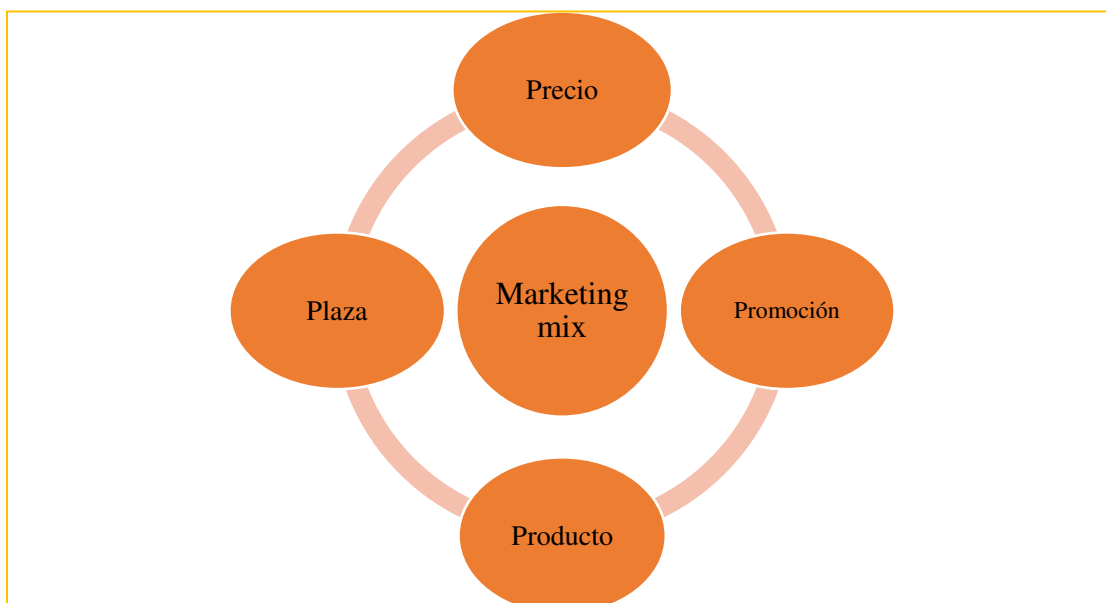 Precio
Plaza
Marketing
mix
Promoción
Producto